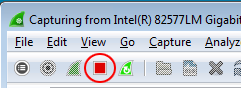 Capturing from Intel(R) 82577LM Gigabit
File Edit View Go Capture Analyz